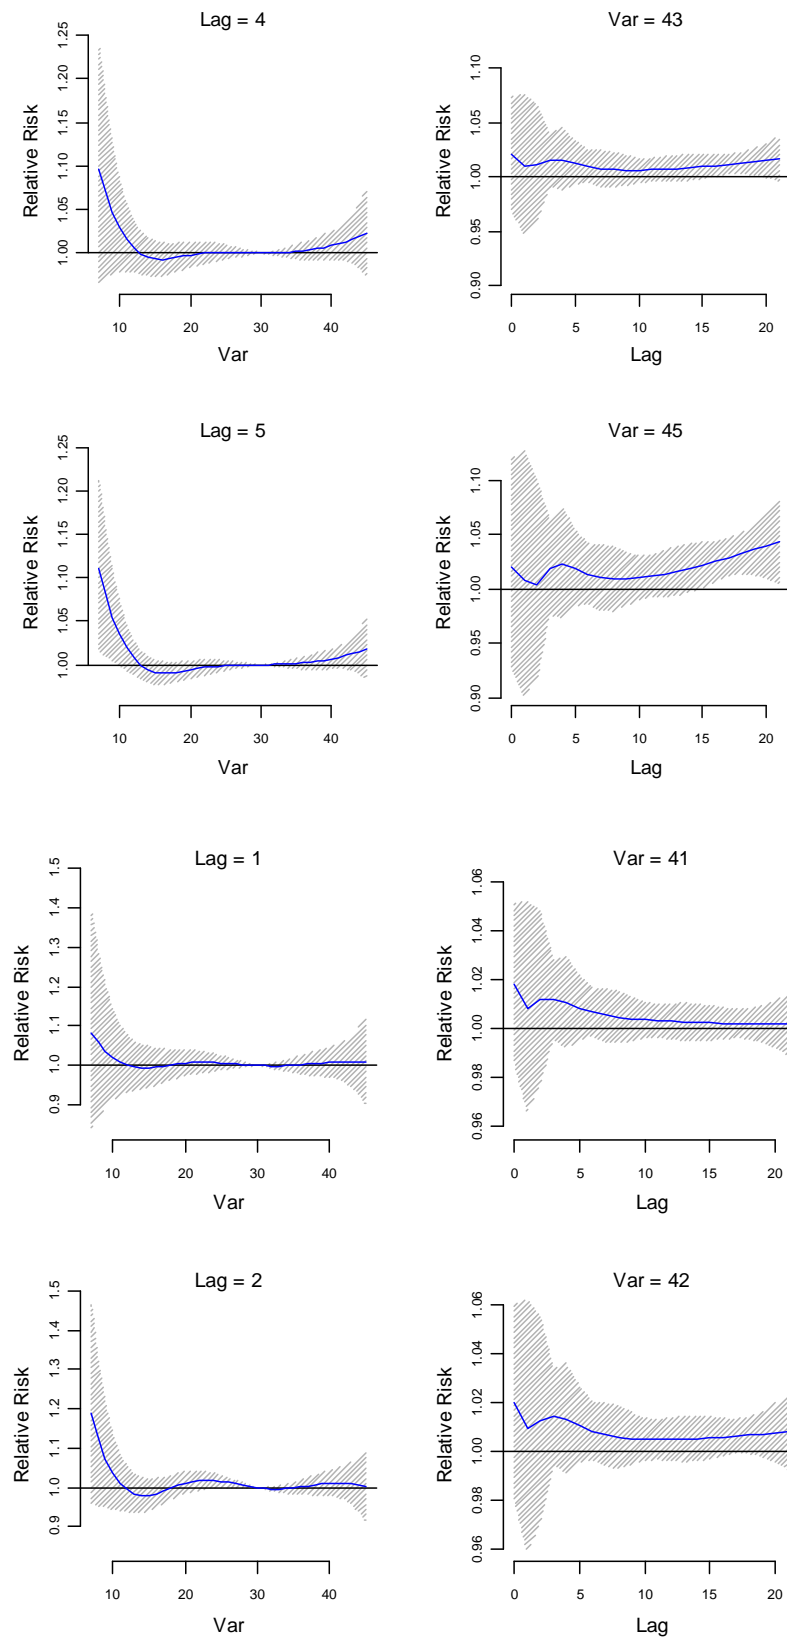 Lag = 4
Relative Risk
1.00 1.05 1.10 1.15 1.20 1.25
10 20 30 40
Var
Var = 43
Relative Risk
0.90 0.95 1.00 1.05 1.10
0 5 10 15 20
Lag
Lag = 5
Relative Risk
1.00 1.05 1.10 1.15 1.20 1.25
10 20 30 40
Var
Var = 45
Relative Risk
0.90 0.95 1.00 1.05 1.10
0 5 10 15 20
Lag
Lag = 1
Relative Risk
0.9 1.0 1.1 1.2 1.3 1.4 1.5
10 20 30 40
Var
Var = 41
Relative Risk
0.96 0.98 1.00 1.02 1.04 1.06
0 5 10 15 20
Lag
Lag = 2
Relative Risk
0.9 1.0 1.1 1.2 1.3 1.4 1.5
10 20 30 40
Var
Var = 42
Relative Risk
0.96 0.98 1.00 1.02 1.04 1.06
0 5 10 15 20
Lag